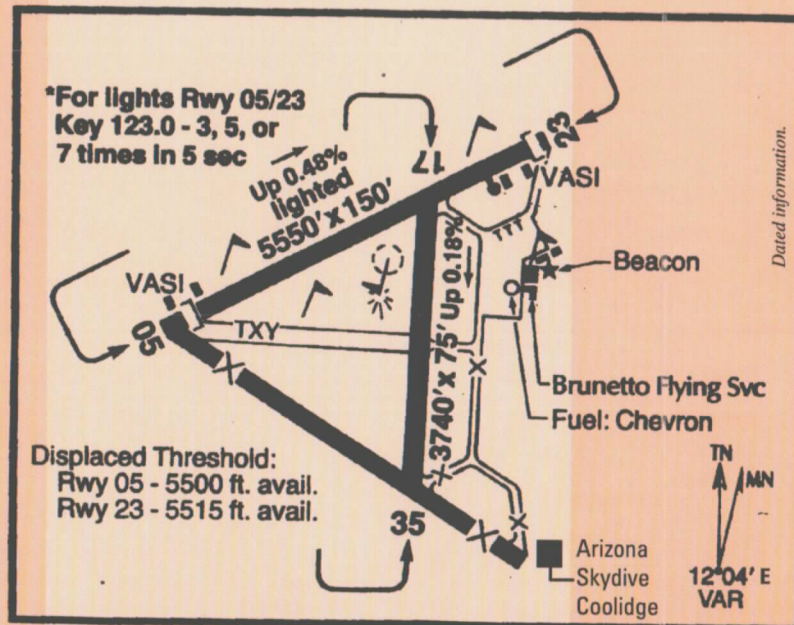 *For lights Rwy 05/23
Key 123.0 - 3, 5, or
7 times in 5 sec
Up 0.48%
lighted
5550' x 150'
17
23
VASI
Dated information.
Beacon
VASI
05
TXY
3740' x 75' Up 0.18%
Brunetto Flying Svc
Fuel: Chevron
Displaced Threshold:
Rwy 05 - 5500 ft. avail.
Rwy 23 - 5515 ft. avail.
35
TN
MN
12°04' E
VAR
Arizona
Skydive
Coolidge